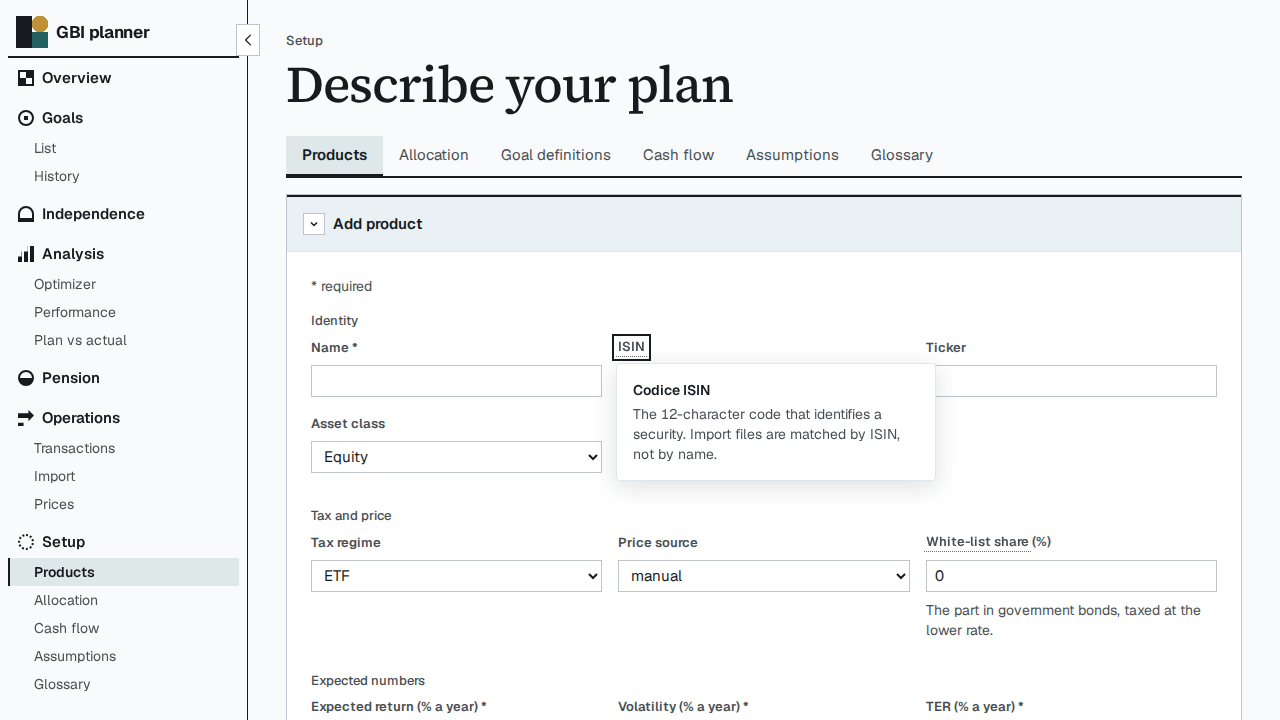 GBI planner
Overview
Goals
List
History
Independence
Analysis
Optimizer
Performance
Plan vs actual
Pension
Operations
Transactions
Import
Prices
Setup
Products
Allocation
Cash flow
Assumptions
Glossary
Setup
Describe your plan
Products Allocation Goal definitions Cash flow Assumptions Glossary
Add product
* required
Identity
Name * ISIN Ticker
Codice ISIN
The 12-character code that identifies a
security. Import files are matched by ISIN,
not by name.
Asset class
Equity
Tax and price
Tax regime Price source White-list share (%)
ETF manual 0
The part in government bonds, taxed at the
lower rate.
Expected numbers
Expected return (% a year) * Volatility (% a year) * TER (% a year) *